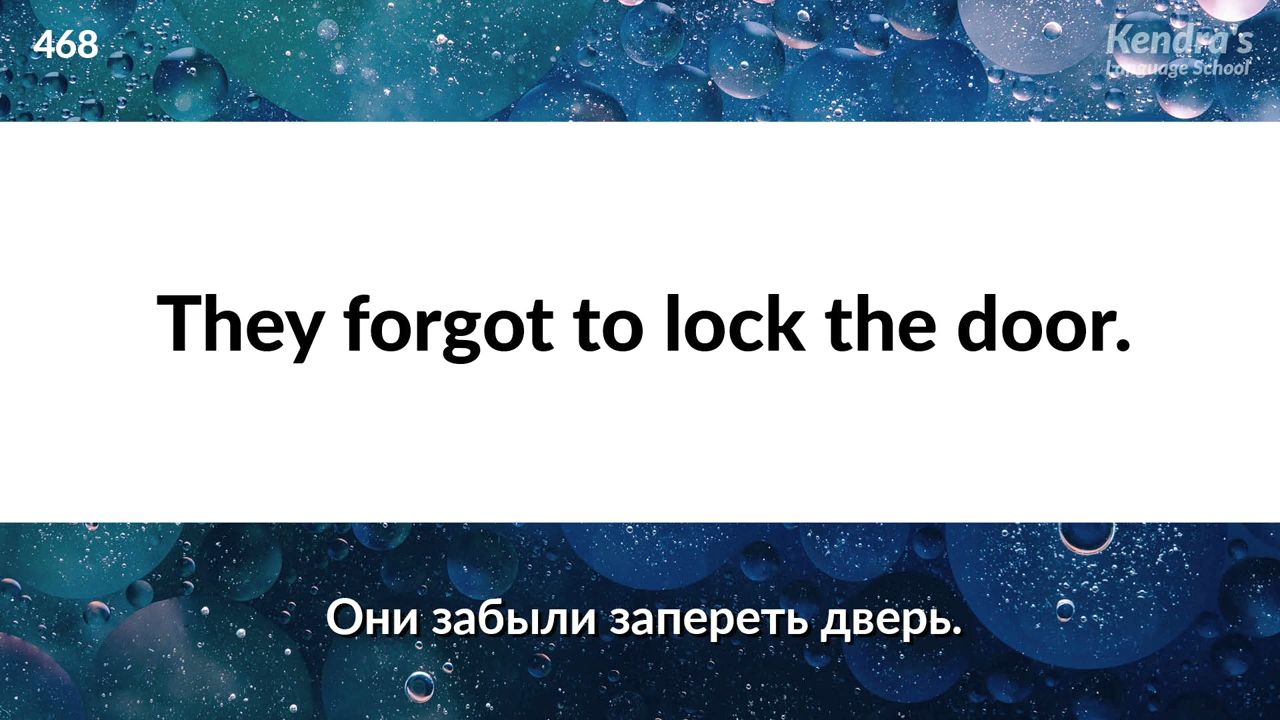 468
Kendra's
Language School
They forgot to lock the door.
Они забыли запереть дверь.